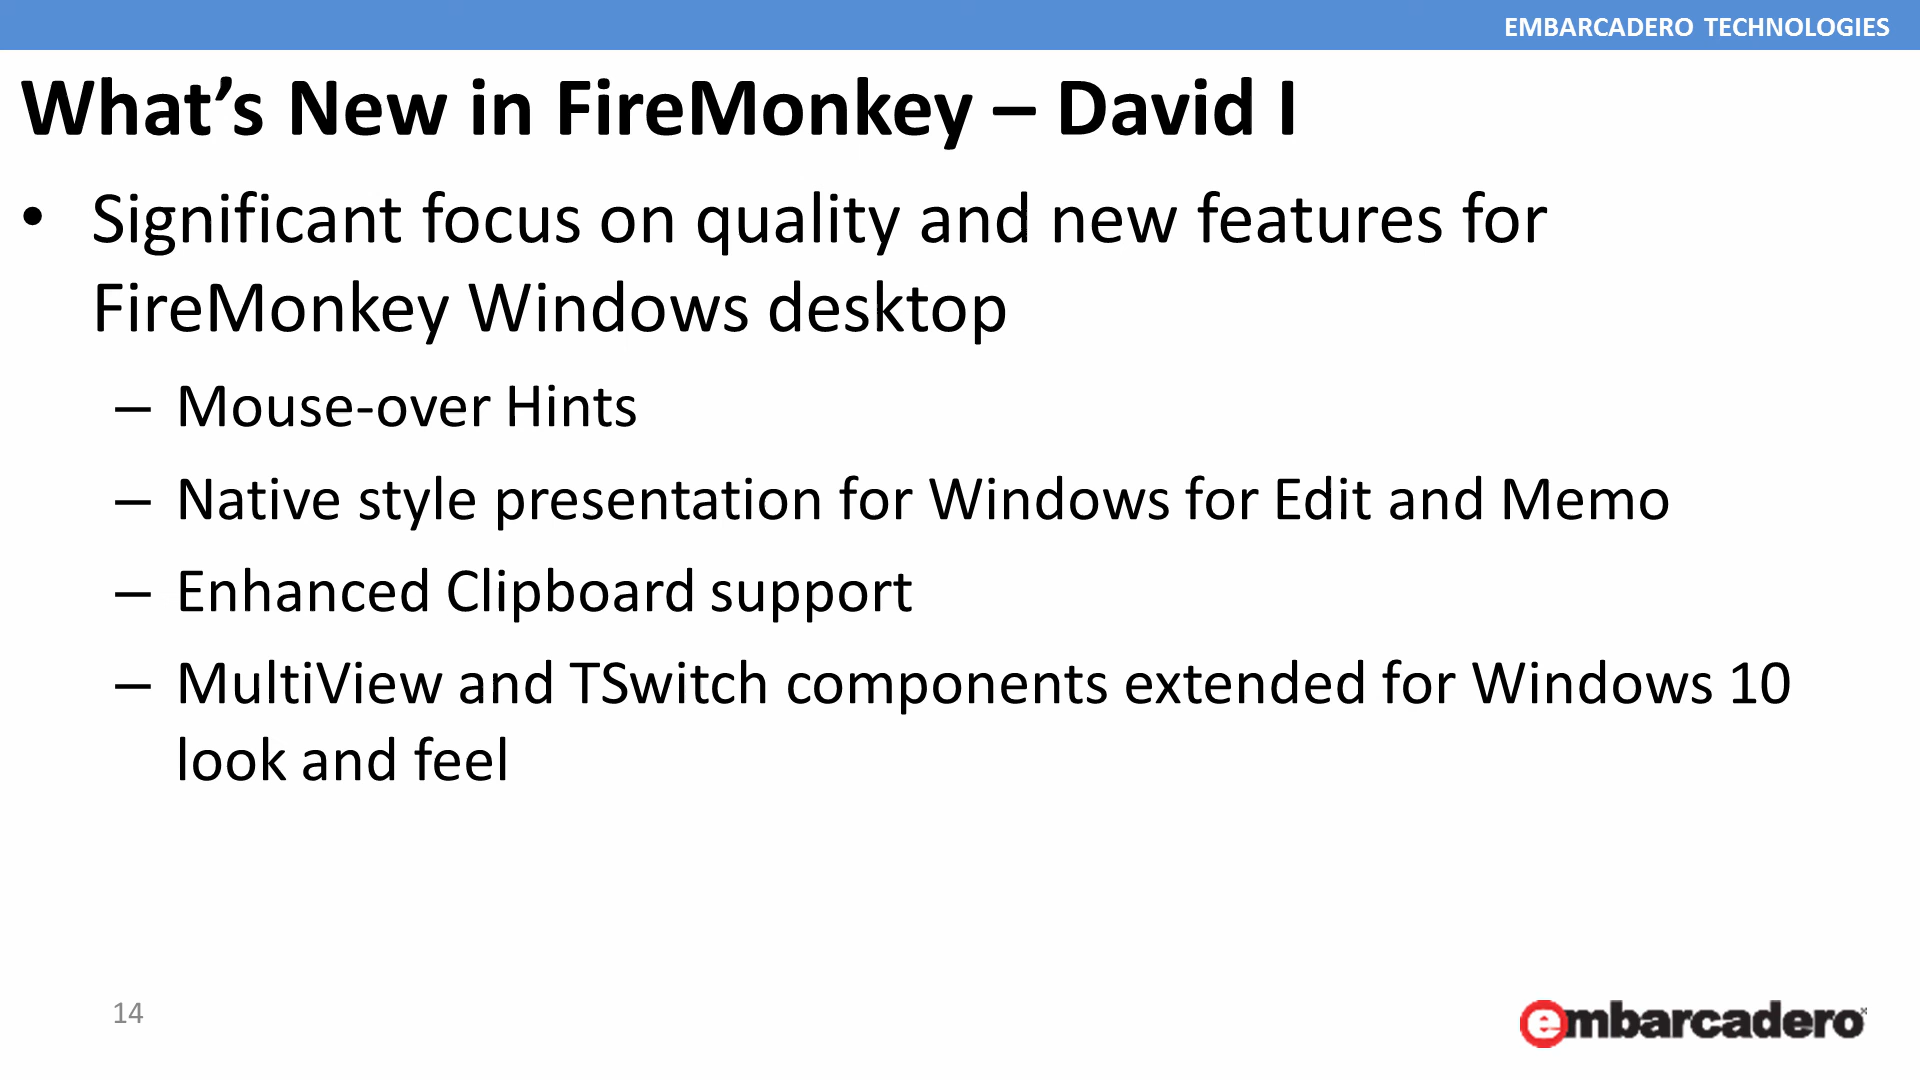 EMBARCADERO TECHNOLOGIES
What’s New in FireMonkey – David I
• Significant focus on quality and new features for
FireMonkey Windows desktop
– Mouse-over Hints
– Native style presentation for Windows for Edit and Memo
– Enhanced Clipboard support
– MultiView and TSwitch components extended for Windows 10
look and feel
14
embarcadero